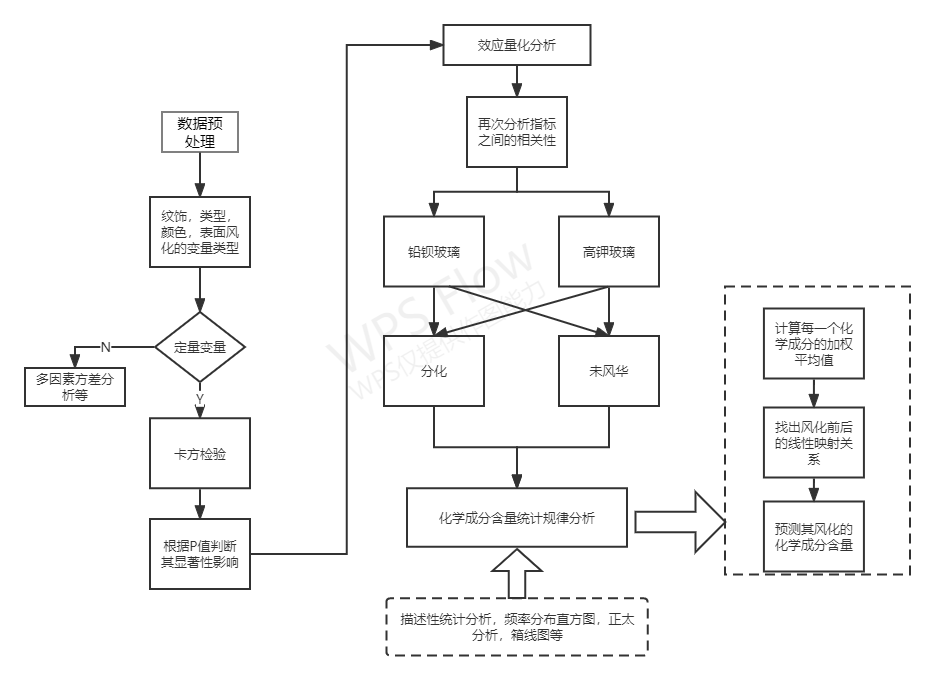 数据预
处理
纹饰，类型，
颜色，表面风
化的变量类型
定量变量
N
多因素方差分
析等
Y
卡方检验
根据P值判断
其显著性影响
效应量化分析
再次分析指标
之间的相关性
铅钡玻璃
高钾玻璃
分化
未风华
WPS Flow
WPS仅提供作图能力
化学成分含量统计规律分析
描述性统计分析，频率分布直方图，正太
分析，箱线图等
计算每一个化
学成分的加权
平均值
找出风化前后
的线性映射关
系
预测其风化的
化学成分含量